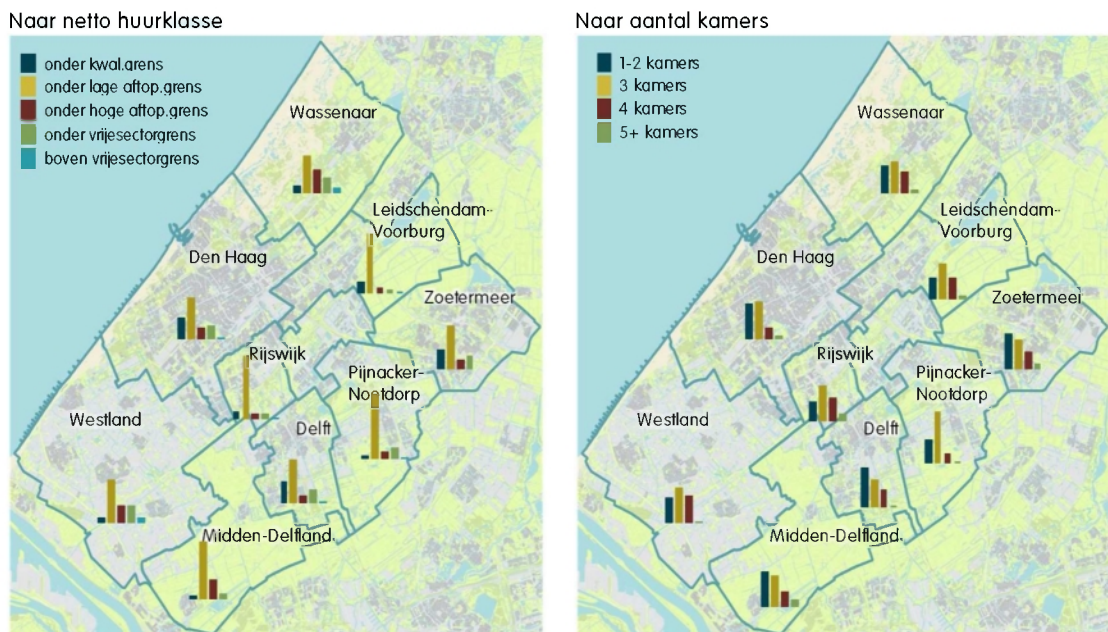 Naar netto huurklasse
onder kwal.grens
onder lage aftop.grens
onder hoge aftop.grens
onder vrijesectorgrens
boven vrijesectorgrens
Wassenaar
Leidschendam-
Voorburg
Den Haag
Zoetermeer
Rijswijk
Pijnacker-
Nootdorp
Westland
Delft
Midden-Delfland
Naar aantal kamers
1-2 kamers
3 kamers
4 kamers
5+ kamers
Wassenaar
Leidschendam-
Voorburg
Den Haag
Zoetermeer
Rijswijk
Pijnacker-
Nootdorp
Westland
Delft
Midden-Delfland